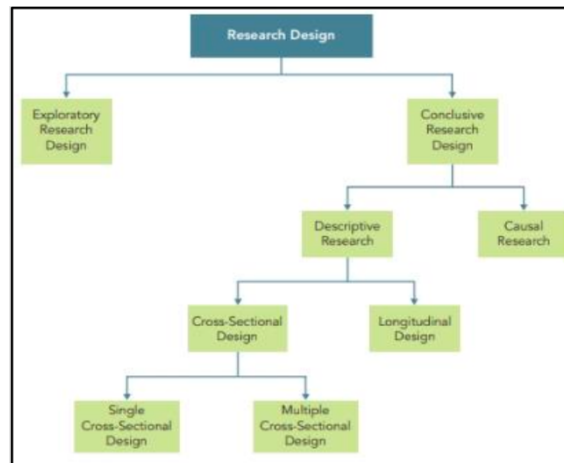 Research Design
Exploratory
Research
Design
Conclusive
Research
Design
Descriptive
Research
Causal
Research
Cross-Sectional
Design
Longitudinal
Design
Single
Cross-Sectional
Design
Multiple
Cross-Sectional
Design